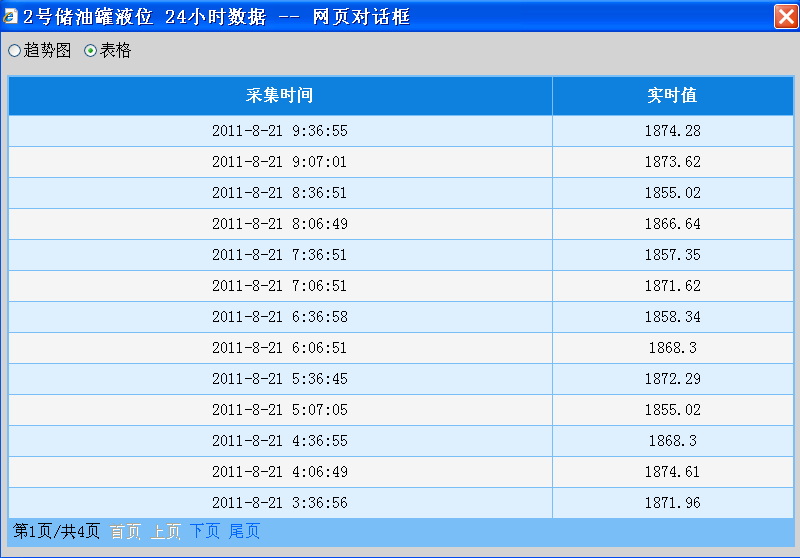 2号储油罐液位 24小时数据 -- 网页对话框
趋势图 表格
采集时间 实时值
2011-8-21 9:36:55 1874.28
2011-8-21 9:07:01 1873.62
2011-8-21 8:36:51 1855.02
2011-8-21 8:06:49 1866.64
2011-8-21 7:36:51 1857.35
2011-8-21 7:06:51 1871.62
2011-8-21 6:36:58 1858.34
2011-8-21 6:06:51 1868.3
2011-8-21 5:36:45 1872.29
2011-8-21 5:07:05 1855.02
2011-8-21 4:36:55 1868.3
2011-8-21 4:06:49 1874.61
2011-8-21 3:36:56 1871.96
第1页/共4页 首页 上页 下页 尾页